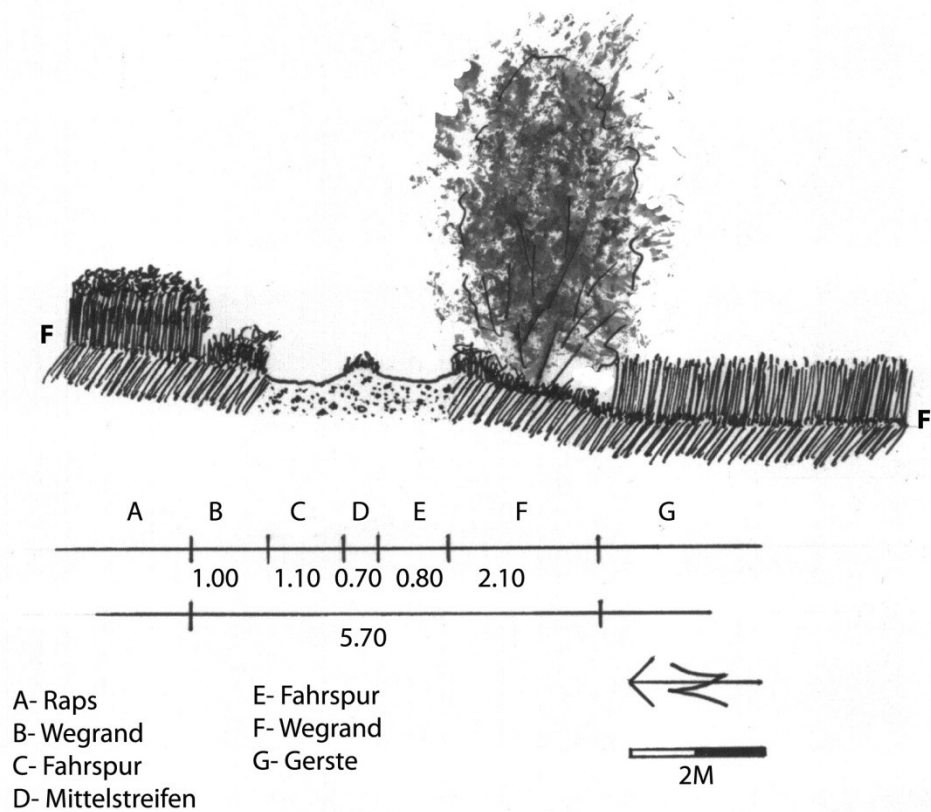 F
F
A B C D E F G
1.00 1.10 0.70 0.80 2.10
5.70
A- Raps
B- Wegrand
C- Fahrspur
D- Mittelstreifen
E- Fahrspur
F- Wegrand
G- Gerste
2M